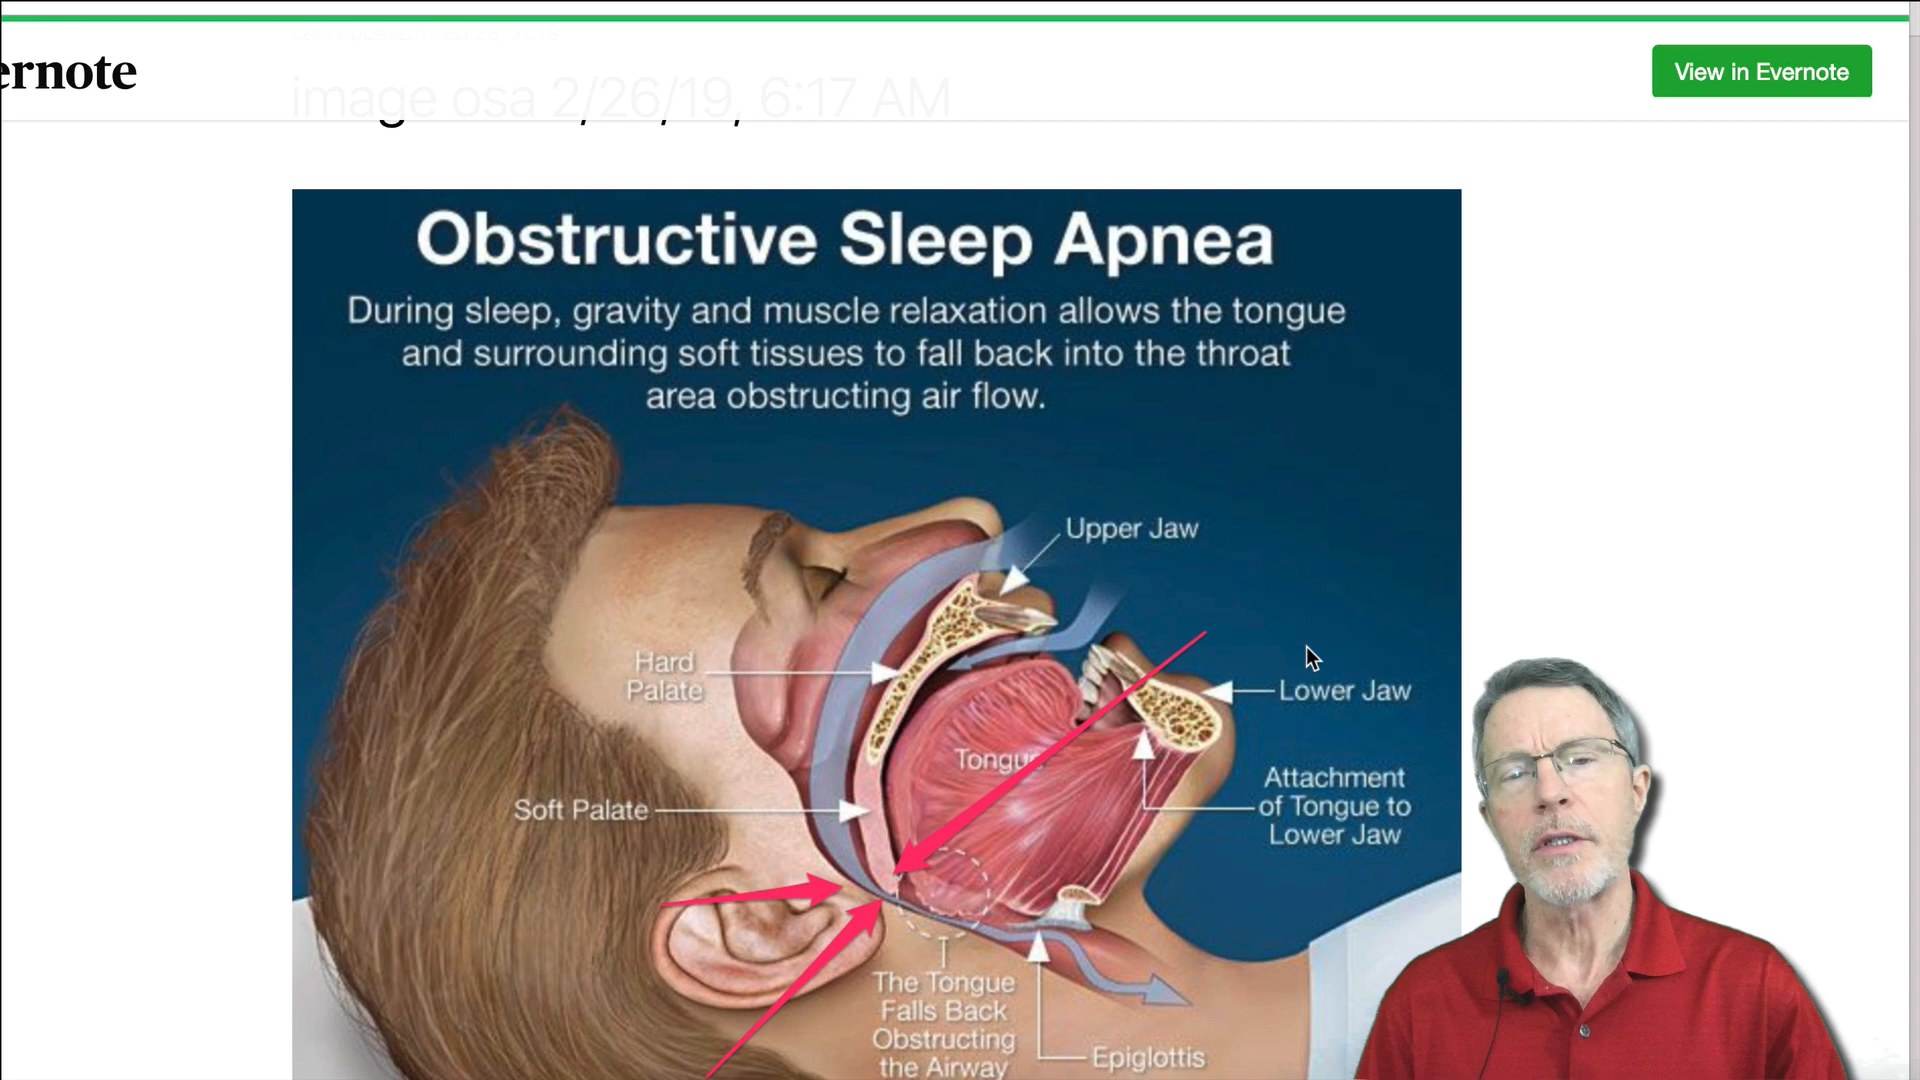 ernote
View in Evernote
image osa 2/26/19, 6:17 AM
Obstructive Sleep Apnea
During sleep, gravity and muscle relaxation allows the tongue
and surrounding soft tissues to fall back into the throat
area obstructing air flow.
Upper Jaw
Hard
Palate
Lower Jaw
Tongue
Attachment
of Tongue to
Lower Jaw
Soft Palate
The Tongue
Falls Back
Obstructing
the Airway
Epiglottis